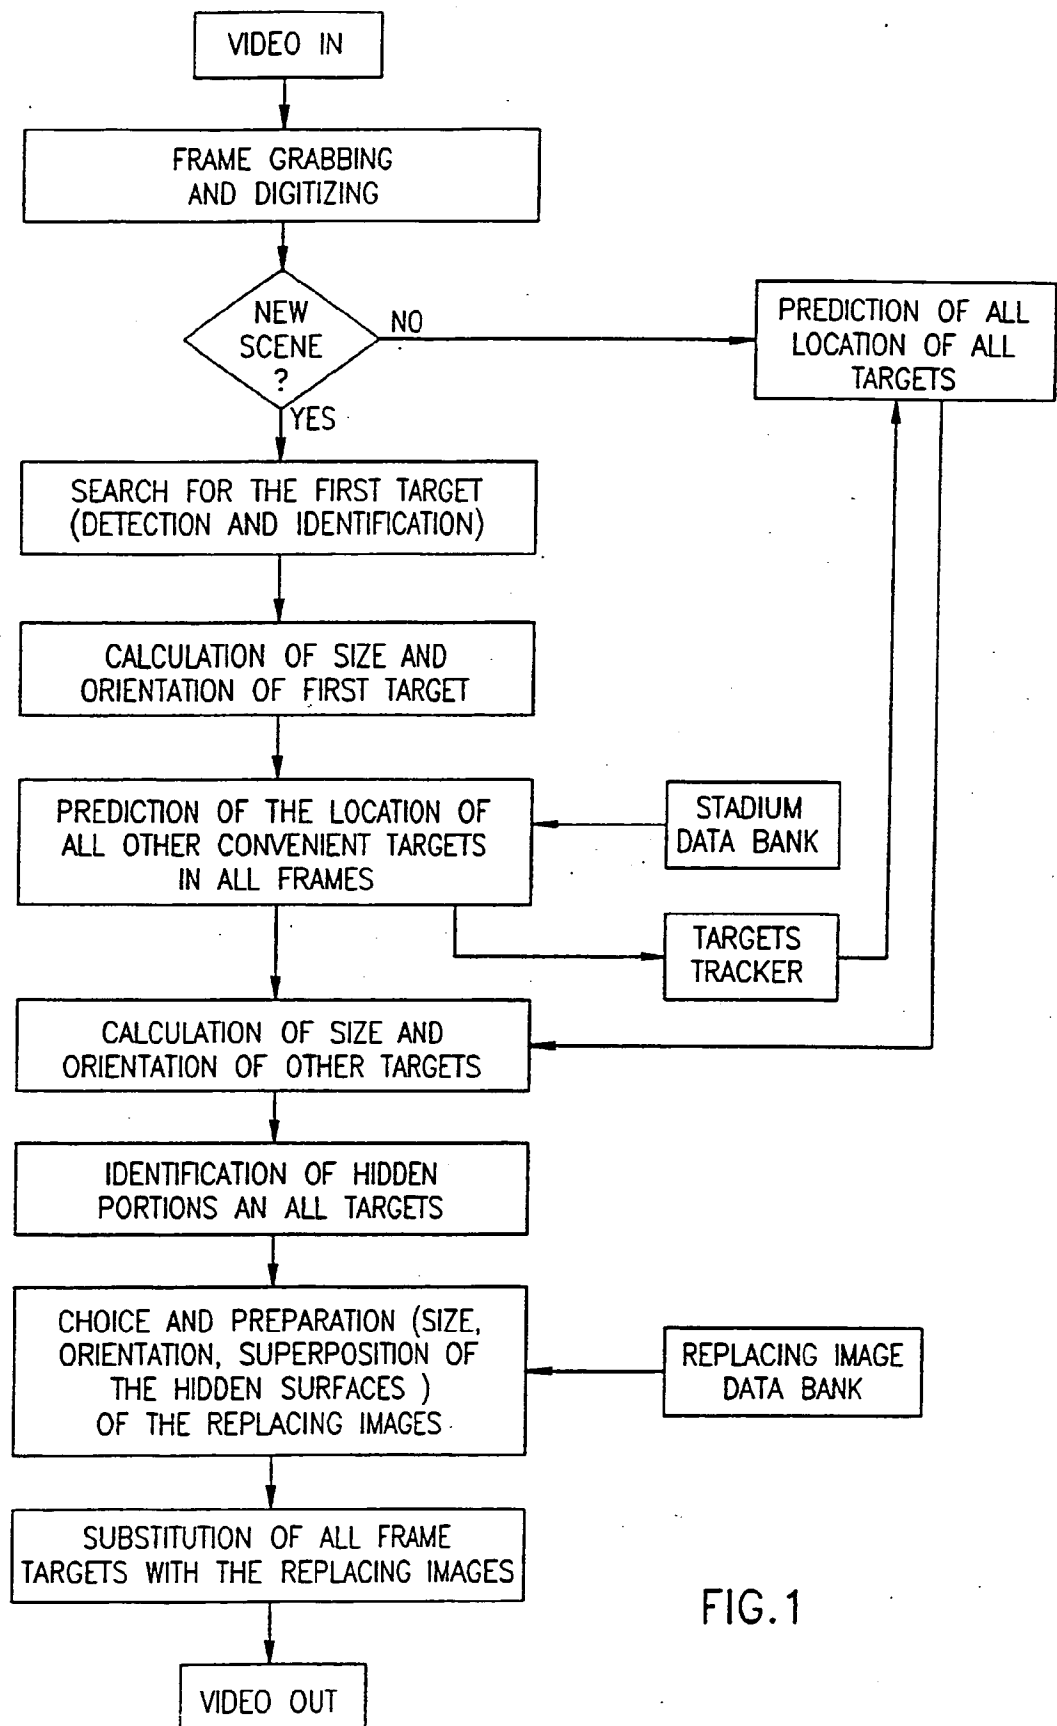 VIDEO IN
FRAME GRABBING
AND DIGITIZING
NEW
SCENE
?
NO
YES
PREDICTION OF ALL
LOCATION OF ALL
TARGETS
SEARCH FOR THE FIRST TARGET
(DETECTION AND IDENTIFICATION)
CALCULATION OF SIZE AND
ORIENTATION OF FIRST TARGET
PREDICTION OF THE LOCATION OF
ALL OTHER CONVENIENT TARGETS
IN ALL FRAMES
STADIUM
DATA BANK
TARGETS
TRACKER
CALCULATION OF SIZE AND
ORIENTATION OF OTHER TARGETS
IDENTIFICATION OF HIDDEN
PORTIONS AN ALL TARGETS
CHOICE AND PREPARATION (SIZE,
ORIENTATION, SUPERPOSITION OF
THE HIDDEN SURFACES )
OF THE REPLACING IMAGES
REPLACING IMAGE
DATA BANK
SUBSTITUTION OF ALL FRAME
TARGETS WITH THE REPLACING IMAGES
VIDEO OUT
FIG.1